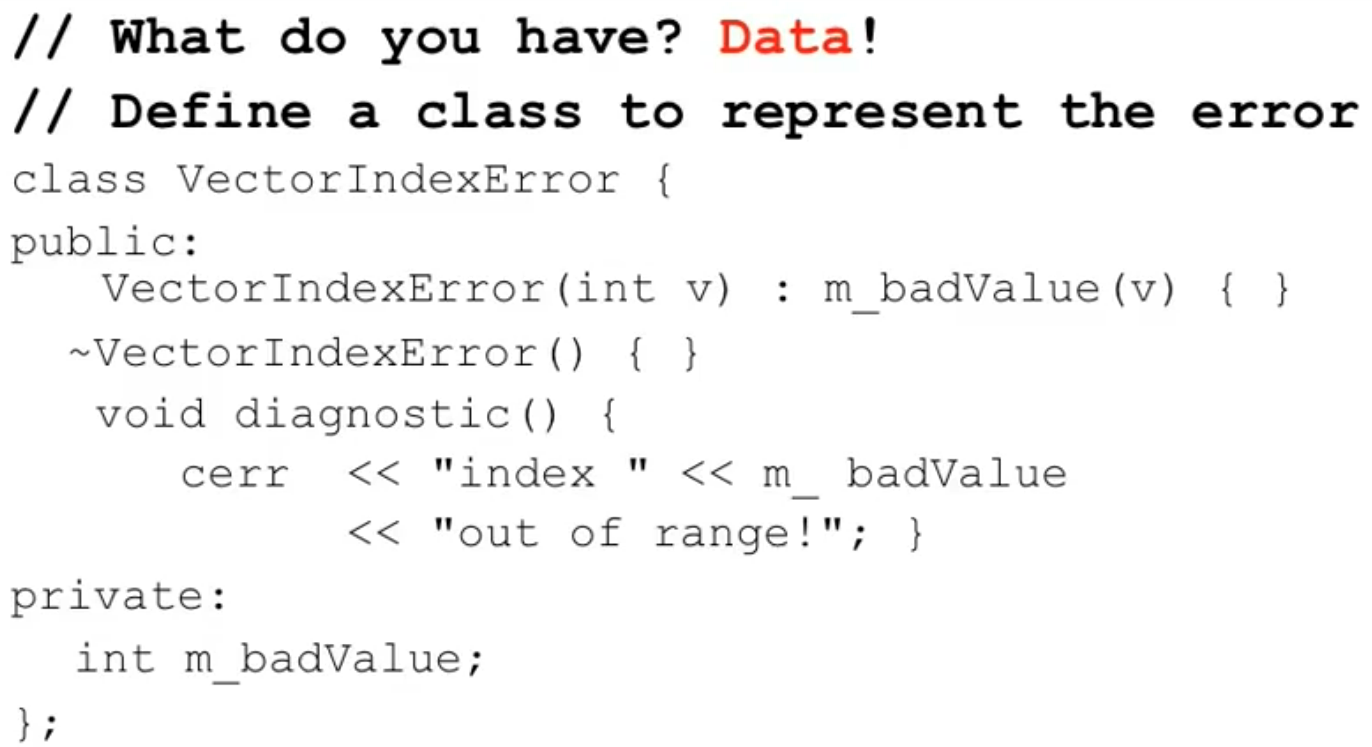 // What do you have? Data!
// Define a class to represent the error
class VectorIndexError {
public:
    VectorIndexError(int v) : m_badValue(v) { }
  ~VectorIndexError() { }
   void diagnostic() {
      cerr  << "index " << m_ badValue
            << "out of range!"; }
private:
  int m_badValue;
};